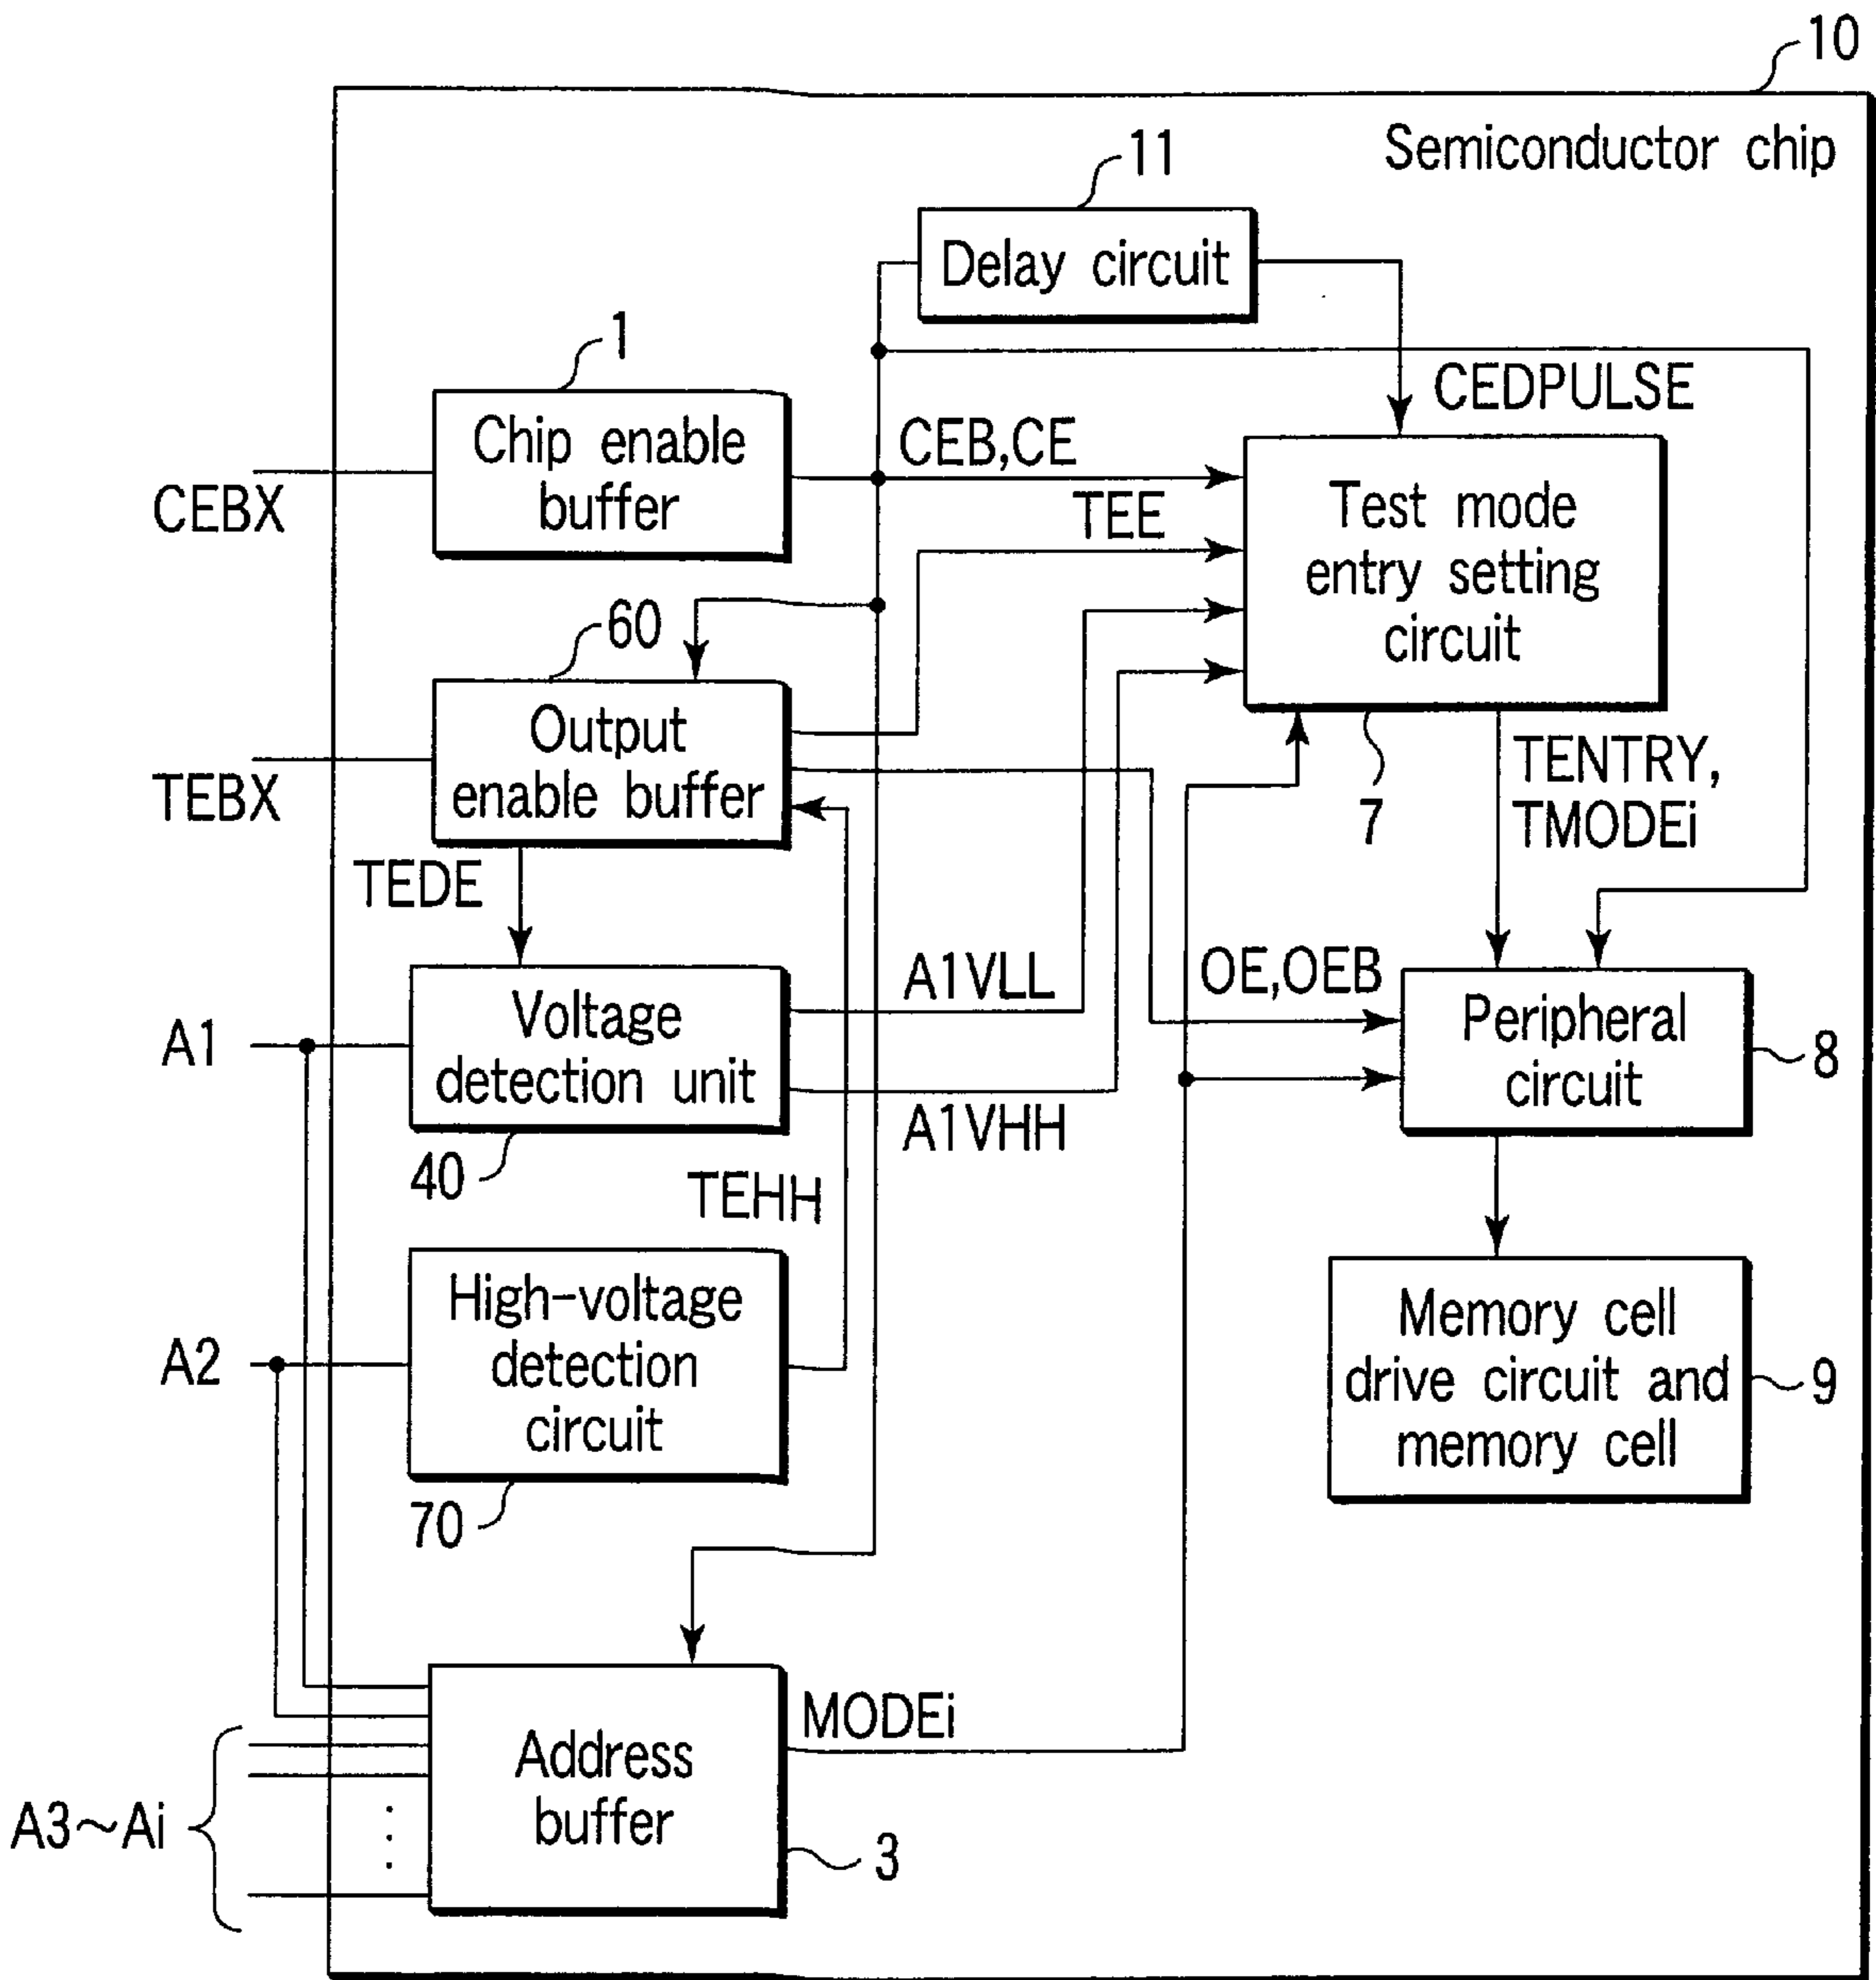 10
Semiconductor chip
11
Delay circuit
1
CEDPULSE
Chip enable
buffer
CEB,CE
CEBX
TEE
Test mode
entry setting
circuit
60
Output
enable buffer
TEBX
7
TENTRY,
TMODEi
TEDE
A1VLL
OE,OEB
Voltage
detection unit
A1
Peripheral
circuit
8
A1VHH
40
TEHH
High-voltage
detection
circuit
A2
Memory cell
drive circuit and
memory cell
9
70
MODEi
Address
buffer
A3~Ai
3